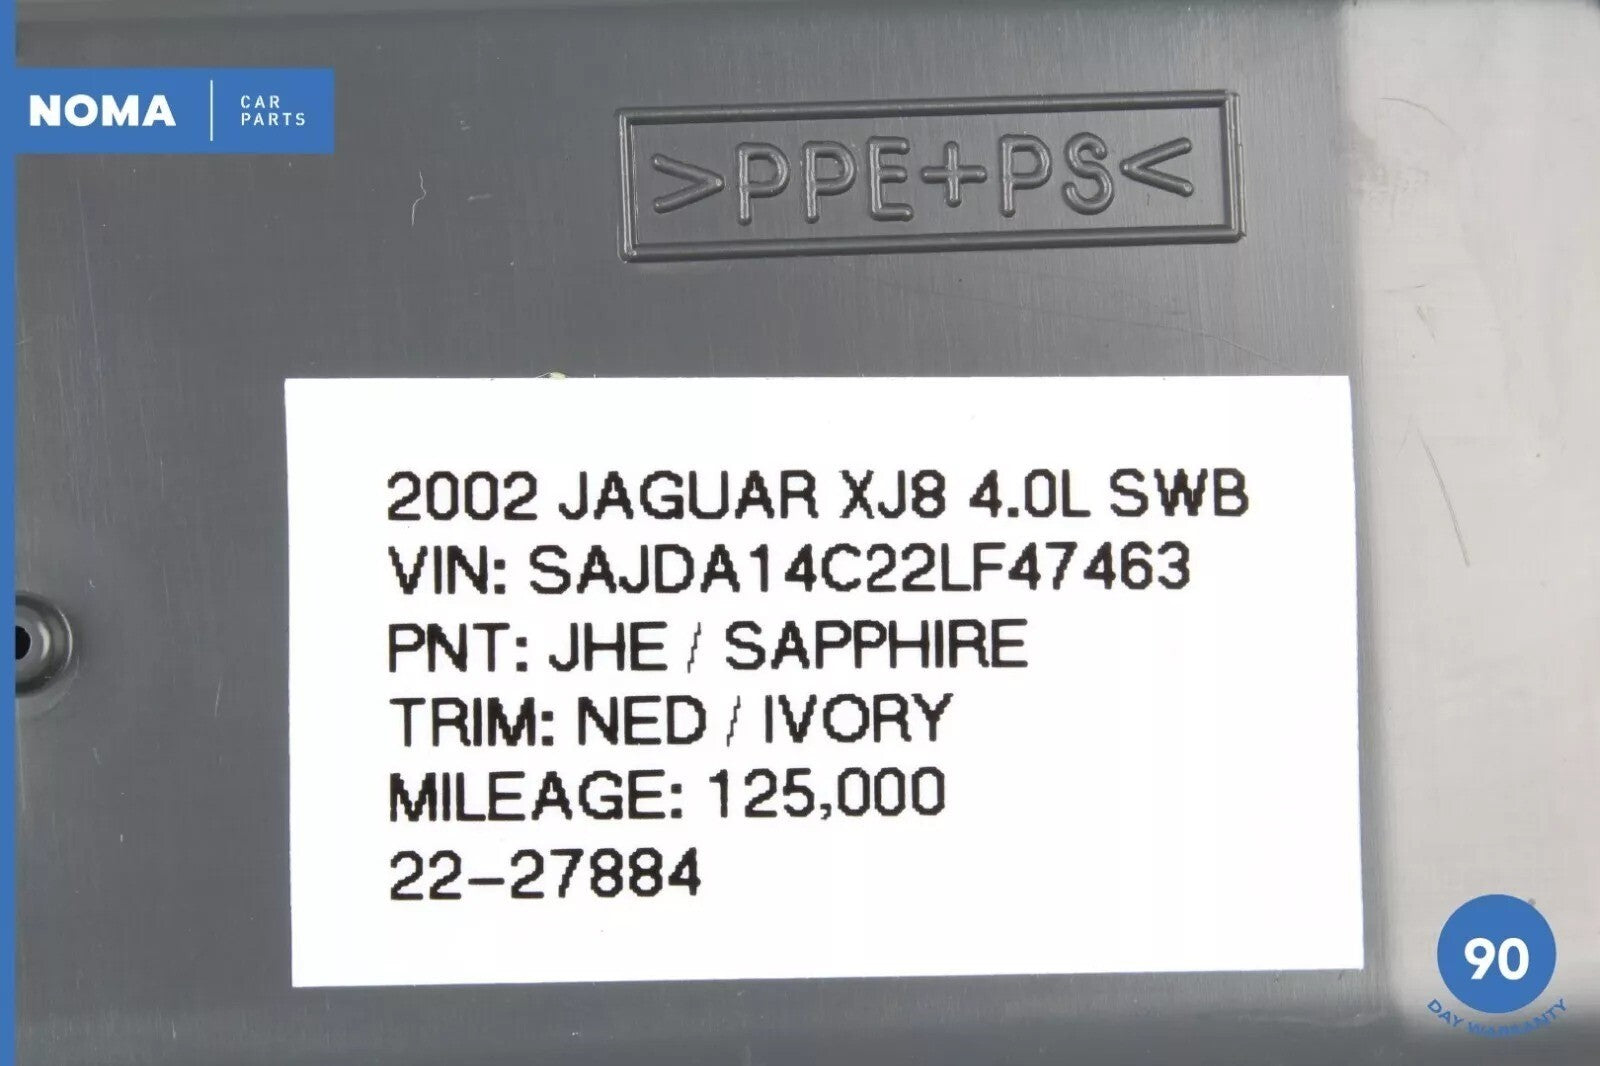 NOMA
CAR
PARTS
>PPE+PS<
2002 JAGUAR XJ8 4.0L SWB
VIN: SAJDA14C22LF47463
PNT: JHE / SAPPHIRE
TRIM: NED / IVORY
MILEAGE: 125,000
22-27884
90
DAY WARRANTY